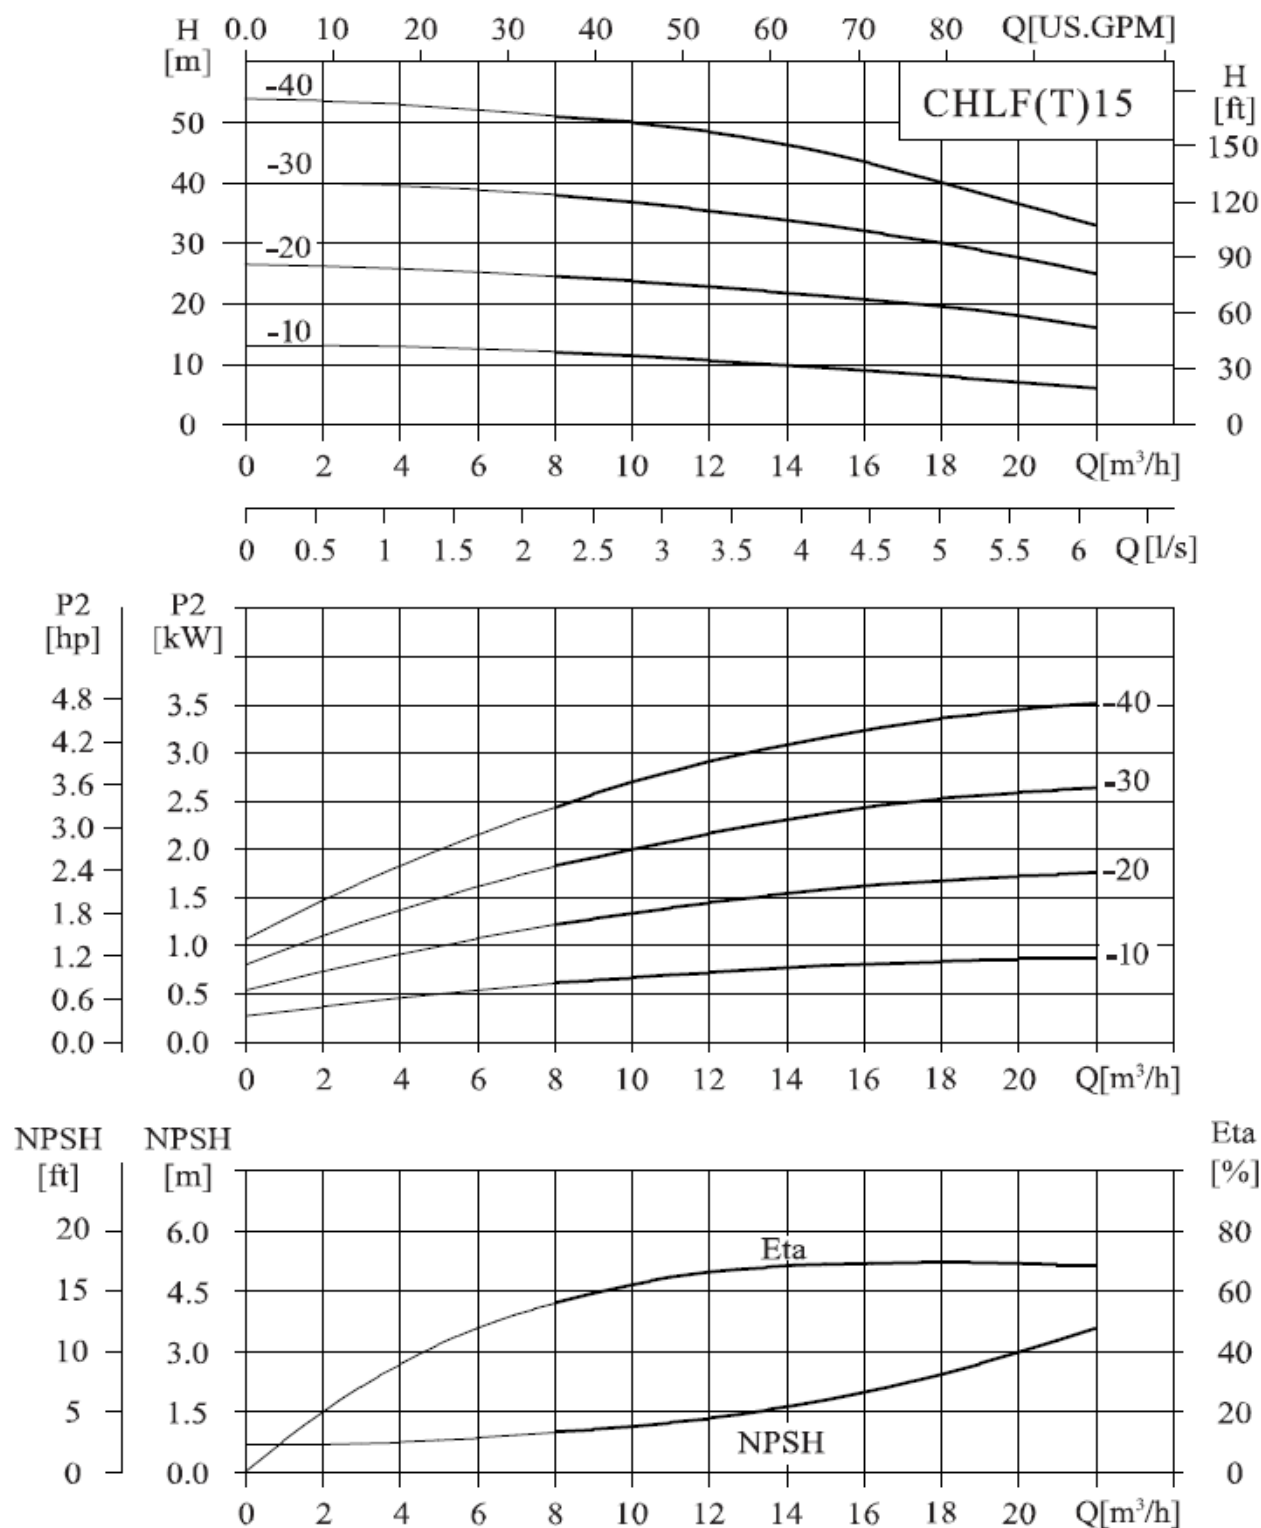 H 0.0 10 20 30 40 50 60 70 80 Q[US.GPM]
[m]
H
[ft]
CHLF(T)15
-40
50
150
-30
40
120
30
90
-20
20
60
-10
10
30
0
0
0 2 4 6 8 10 12 14 16 18 20 Q[m³/h]
0 0.5 1 1.5 2 2.5 3 3.5 4 4.5 5 5.5 6 Q[l/s]
P2 P2
[hp] [kW]
4.8 3.5 -40
4.2 3.0
3.6 2.5 -30
3.0 2.0
2.4 1.5 -20
1.8 1.0
1.2 -10
0.6 0.5
0.0 0.0
0 2 4 6 8 10 12 14 16 18 20 Q[m³/h]
NPSH NPSH Eta
[ft] [m] [%]
20 6.0 80
Eta
15 4.5 60
10 3.0 40
5 1.5 20
NPSH
0 0.0 0
0 2 4 6 8 10 12 14 16 18 20 Q[m³/h]